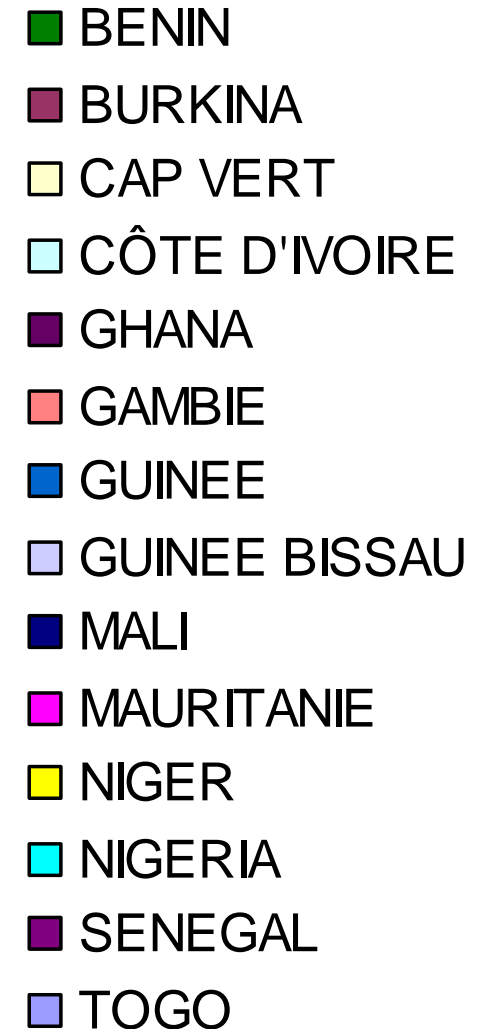 BENIN
BURKINA
CAP VERT
CÔTE D'IVOIRE
GHANA
GAMBIE
GUINEE
GUINEE BISSAU
MALI
MAURITANIE
NIGER
NIGERIA
SENEGAL
TOGO